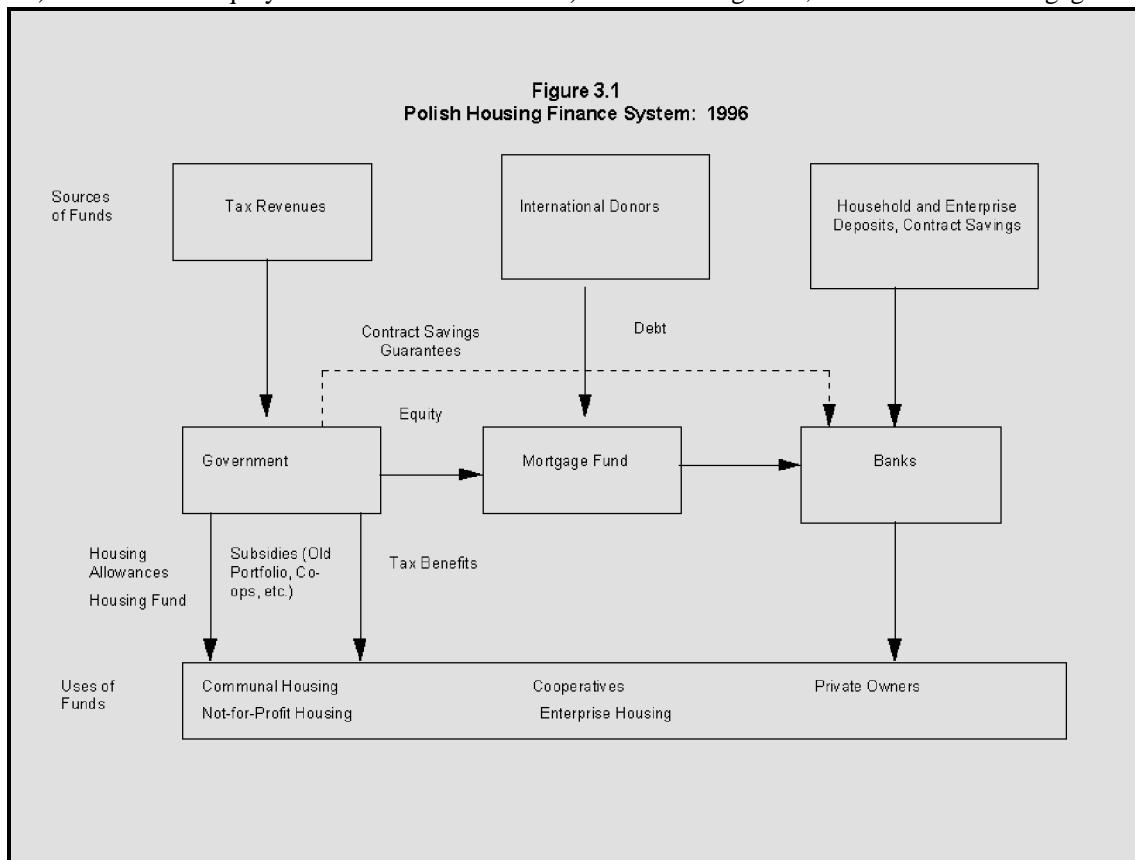 Figure 3.1
Polish Housing Finance System: 1996
Sources
of Funds
Tax Revenues
International Donors
Household and Enterprise
Deposits, Contract Savings
Contract Savings
Guarantees
Debt
Equity
Government
Mortgage Fund
Banks
Housing
Allowances
Housing Fund
Subsidies (Old
Portfolio, Co-
ops, etc.)
Tax Benefits
Uses of
Funds
Communal Housing
Cooperatives
Private Owners
Not-for-Profit Housing
Enterprise Housing